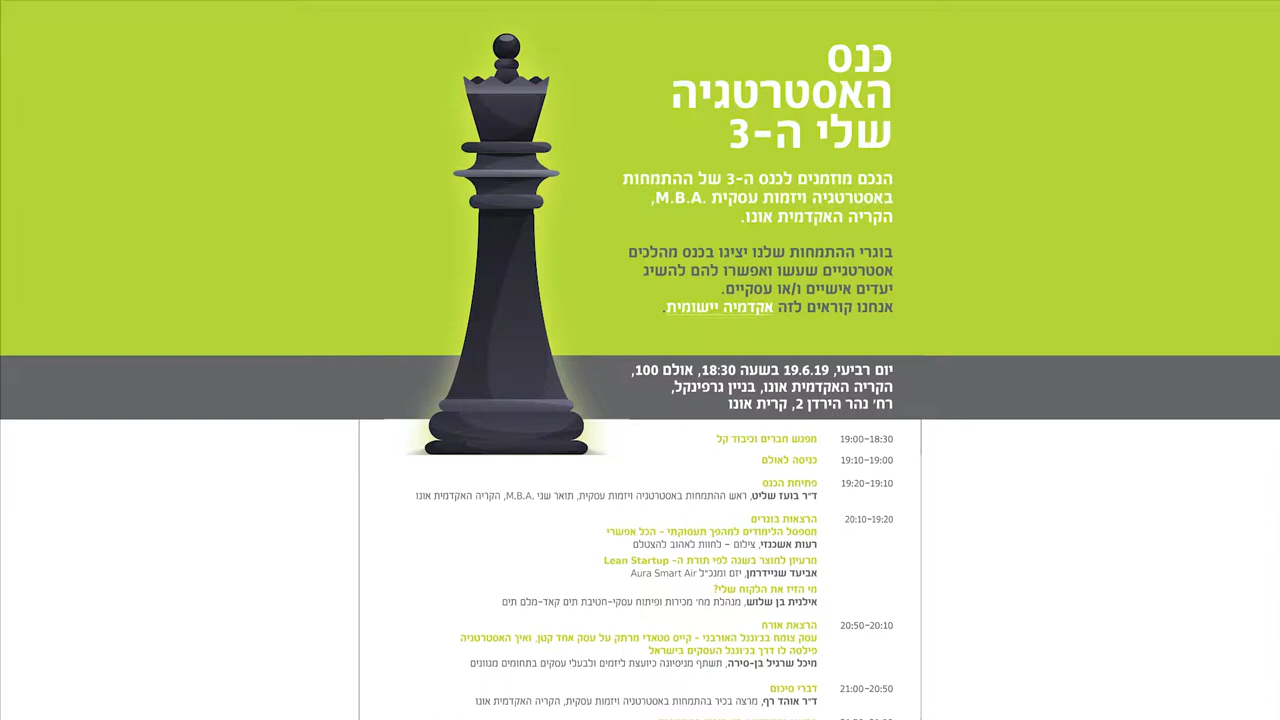 כנס
האסטרטגיה
שלי ה-3
הנכם מוזמנים לכנס ה-3 של ההתמחות
באסטרטגיה ויזמות עסקית .M.B.A,
הקריה האקדמית אונו.
בוגרי ההתמחות שלנו יציגו בכנס מהלכים
אסטרטגיים שעשו ואפשרו להם להשיג
יעדים אישיים ו/או עסקיים.
אנחנו קוראים לזה אקדמיה יישומית.
יום רביעי, 19.6.19 בשעה 18:30, אולם 100,
הקריה האקדמית אונו, בניין גרפינקל,
רח׳ נהר הירדן 2, קרית אונו
19:00-18:30 מפגש חברים וכיבוד קל
19:10-19:00 כניסה לאולם
19:20-19:10 פתיחת הכנס
ד״ר בועז שליט, ראש ההתמחות באסטרטגיה ויזמות עסקית, תואר שני .M.B.A, הקריה האקדמית אונו
20:10-19:20 הרצאות בוגרים
מספסל הלימודים למהפך תעסוקתי - הכל אפשרי
רעות אשכנזי, צילום - לחוות לאהוב להצטלם
מרעיון למוצר בשנה לפי תורת ה- Lean Startup
אביעד שניידרמן, יזם ומנכ״ל Aura Smart Air
מי הזיז את הלקוח שלי?
אילנית בן שלוש, מנהלת מח׳ מכירות ופיתוח עסקי-חטיבת תים קאד-מלם תים
20:50-20:10 הרצאת אורח
עסק צומח בג׳ונגל האורבני - קייס סטאדי מרתק על עסק אחד קטן, ואיך האסטרטגיה
פילסה לו דרך בג׳ונגל העסקים בישראל
מיכל שרגיל בן-סירה, תשתף מניסיונה כיועצת ליזמים ולבעלי עסקים בתחומים מגוונים
21:00-20:50 דברי סיכום
ד״ר אוהד רף, מרצה בכיר בהתמחות באסטרטגיה ויזמות עסקית, הקריה האקדמית אונו